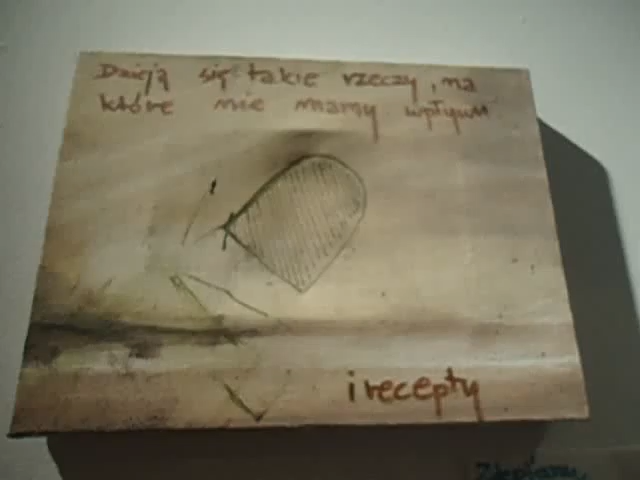 Dzieją się takie rzeczy, na
które nie mamy wpływu
i recepty